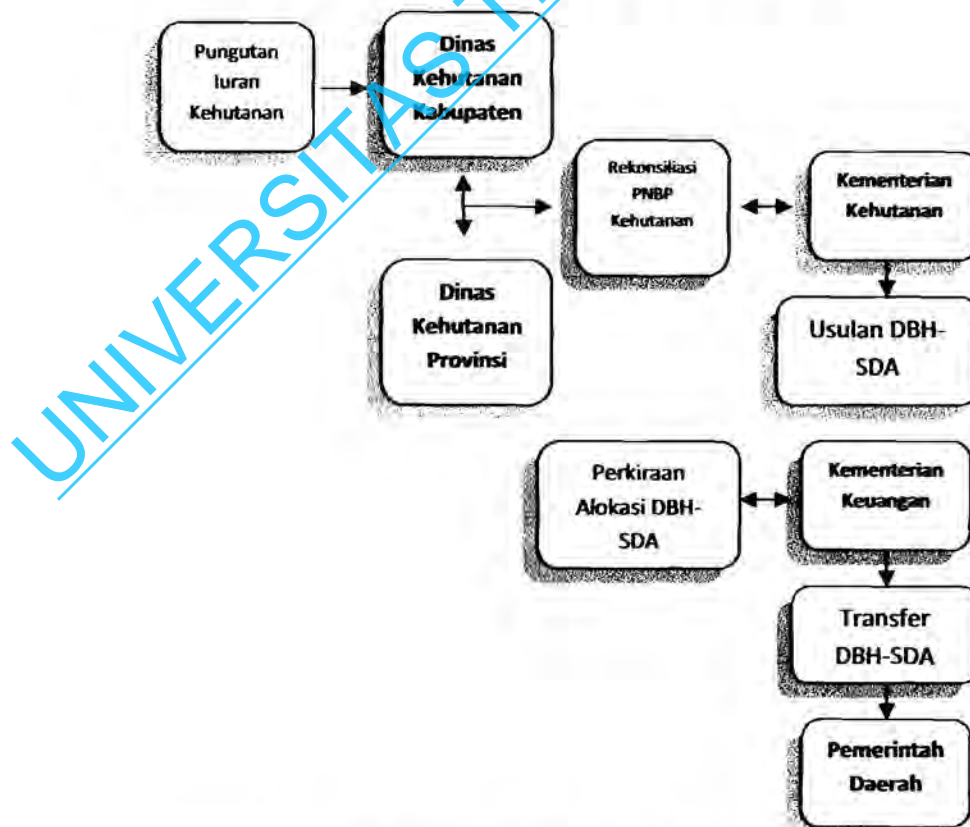 Pungutan
Iuran
Kehutanan
Dinas
Kehutanan
Kabupaten
Rekonsiliasi
PNBP
Kehutanan
Kementerian
Kehutanan
Dinas
Kehutanan
Provinsi
Usulan DBH-
SDA
Perkiraan
Alokasi DBH-
SDA
Kementerian
Keuangan
Transfer
DBH-SDA
Pemerintah
Daerah
UNIVERSITAS